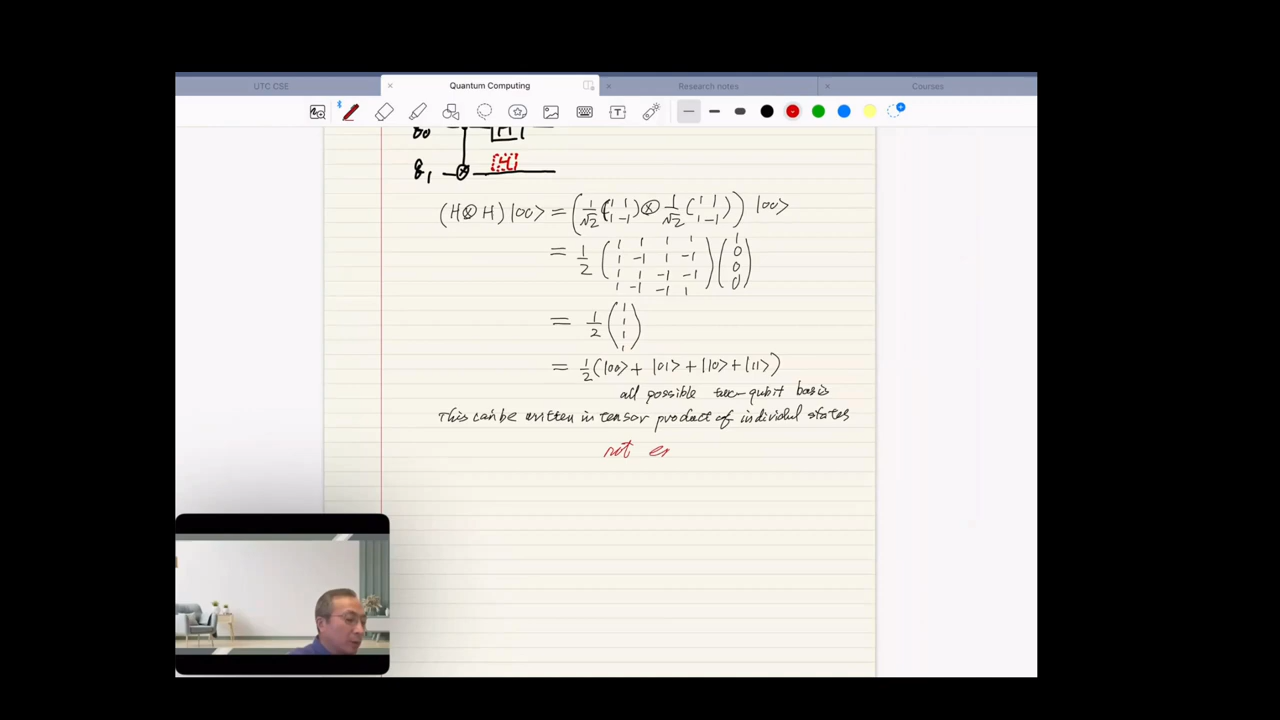 UTC CSE
Quantum Computing
Research notes
Courses
q0 H
q1 H
(H⊗H)|00> = (1/√2 (1 1 1 -1) ⊗ 1/√2 (1 1 1 -1)) |00>
= 1/2 (1 1 1 1
1 -1 1 -1
1 1 -1 -1
1 -1 -1 1) (1 0 0 0)
= 1/2 (1 1 1 1)
= 1/2 (|00> + |01> + |10> + |11>)
all possible two-qubit basis
This can be written in tensor product of individul states
not en